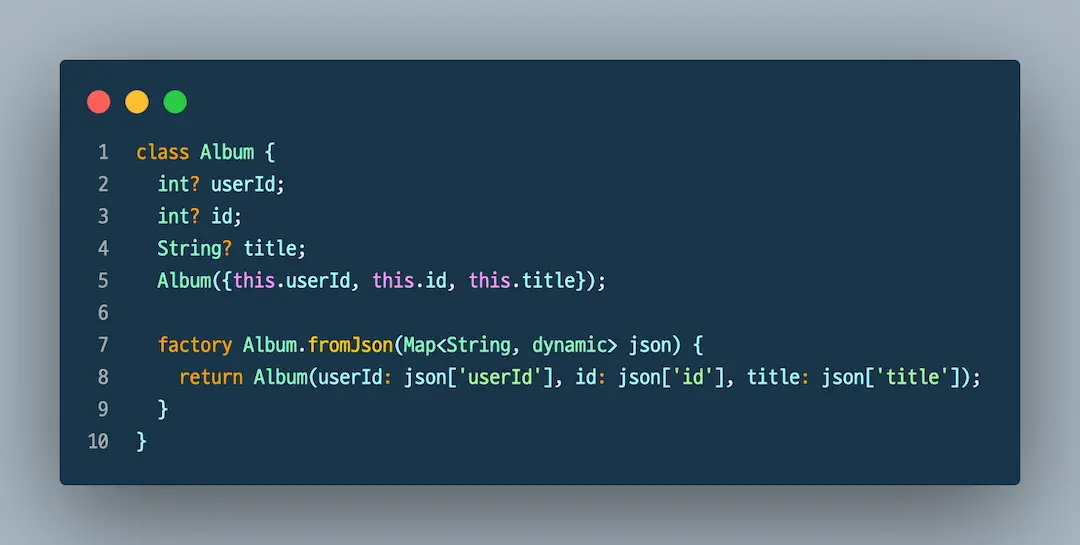 1 class Album {
2 int? userId;
3 int? id;
4 String? title;
5 Album({this.userId, this.id, this.title});
6
7 factory Album.fromJson(Map<String, dynamic> json) {
8 return Album(userId: json['userId'], id: json['id'], title: json['title']);
9 }
10 }